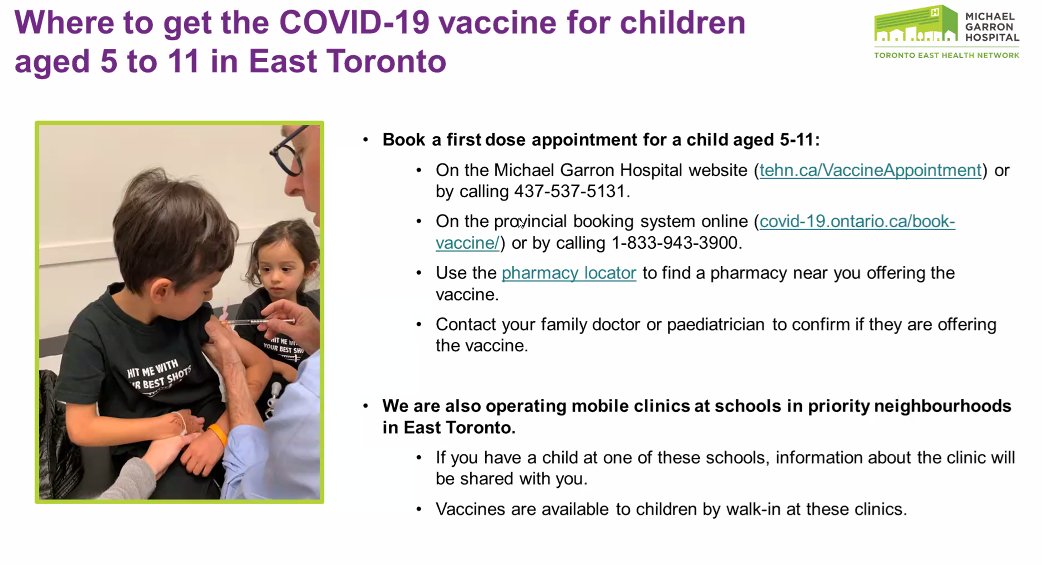 Where to get the COVID-19 vaccine for children
aged 5 to 11 in East Toronto
H
MICHAEL
GARRON
HOSPITAL
TORONTO EAST HEALTH NETWORK
• Book a first dose appointment for a child aged 5-11:
• On the Michael Garron Hospital website (tehn.ca/VaccineAppointment) or
by calling 437-537-5131.
• On the provincial booking system online (covid-19.ontario.ca/book-
vaccine/) or by calling 1-833-943-3900.
• Use the pharmacy locator to find a pharmacy near you offering the
vaccine.
• Contact your family doctor or paediatrician to confirm if they are offering
the vaccine.
• We are also operating mobile clinics at schools in priority neighbourhoods
in East Toronto.
• If you have a child at one of these schools, information about the clinic will
be shared with you.
• Vaccines are available to children by walk-in at these clinics.
HIT ME WITH
UR BEST SHOTS
HIT ME WI
YOUR BEST SHO